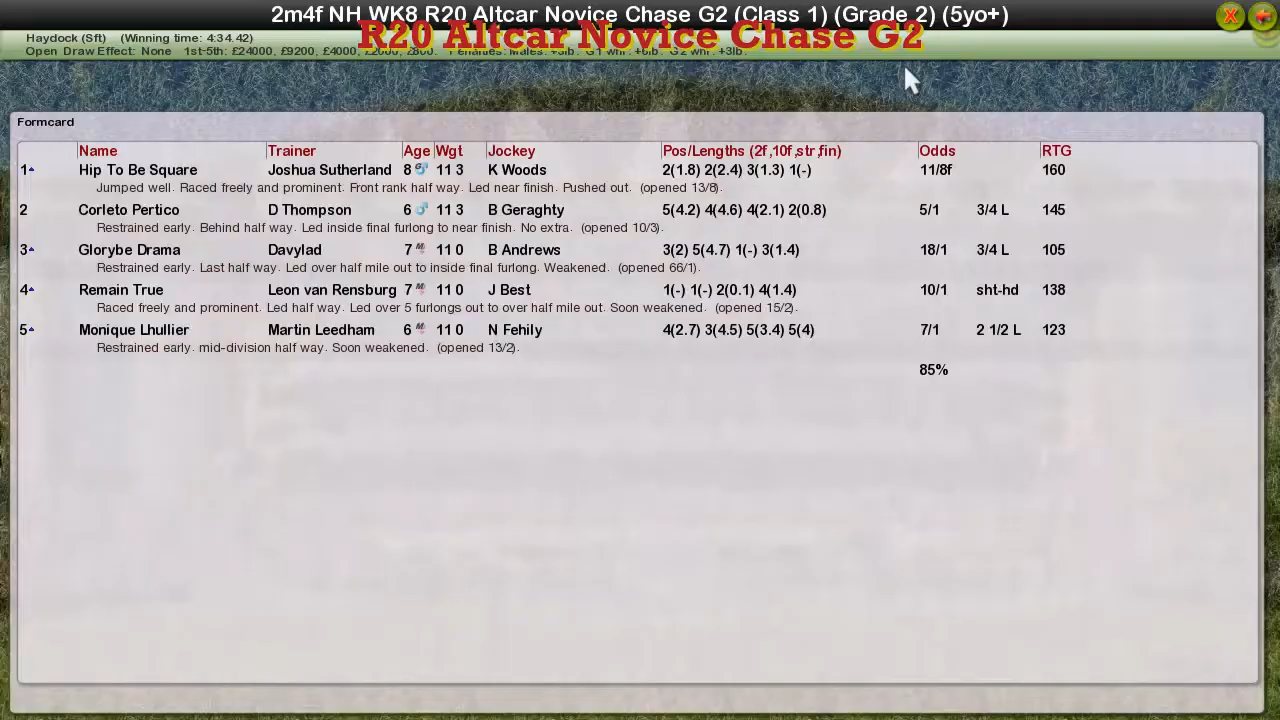 2m4f NH WK8 R20 Altcar Novice Chase G2 (Class 1) (Grade 2) (5yo+)
R20 Altcar Novice Chase G2
Haydock (Sft) (Winning time: 4:34.42)
Open Draw Effect: None 1st-5th: £24000, £9200, £4000, £2000, £800. Penalties: Males: +3lb. G1 wnr: +6lb. G2 wnr: +3lb.
Formcard
Name Trainer Age Wgt Jockey Pos/Lengths (2f,10f,str,fin) Odds RTG
1 Hip To Be Square Joshua Sutherland 8 11 3 K Woods 2(1.8) 2(2.4) 3(1.3) 1(-) 11/8f 160
Jumped well. Raced freely and prominent. Front rank half way. Led near finish. Pushed out. (opened 13/8).
2 Corleto Pertico D Thompson 6 11 3 B Geraghty 5(4.2) 4(4.6) 4(2.1) 2(0.8) 5/1 3/4 L 145
Restrained early. Behind half way. Led inside final furlong to near finish. No extra. (opened 10/3).
3 Glorybe Drama Davylad 7 11 0 B Andrews 3(2) 5(4.7) 1(-) 3(1.4) 18/1 3/4 L 105
Restrained early. Last half way. Led over half mile out to inside final furlong. Weakened. (opened 66/1).
4 Remain True Leon van Rensburg 7 11 0 J Best 1(-) 1(-) 2(0.1) 4(1.4) 10/1 sht-hd 138
Raced freely and prominent. Led half way. Led over 5 furlongs out to over half mile out. Soon weakened. (opened 15/2).
5 Monique Lhullier Martin Leedham 6 11 0 N Fehily 4(2.7) 3(4.5) 5(3.4) 5(4) 7/1 2 1/2 L 123
Restrained early. mid-division half way. Soon weakened. (opened 13/2).
85%